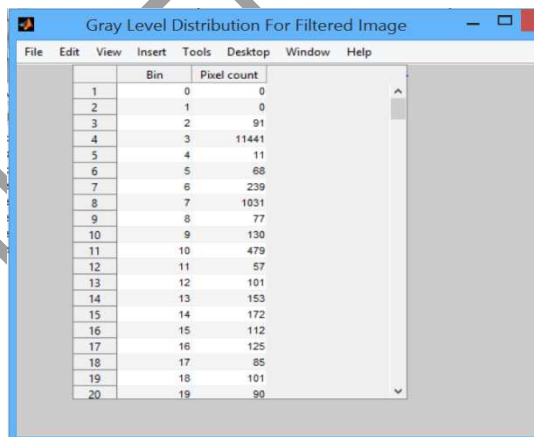 Gray Level Distribution For Filtered Image
File Edit View Insert Tools Desktop Window Help
Bin Pixel count
1 0 0
2 1 0
3 2 91
4 3 11441
5 4 11
6 5 68
7 6 239
8 7 1031
9 8 77
10 9 130
11 10 479
12 11 57
13 12 101
14 13 153
15 14 172
16 15 112
17 16 125
18 17 85
19 18 101
20 19 90